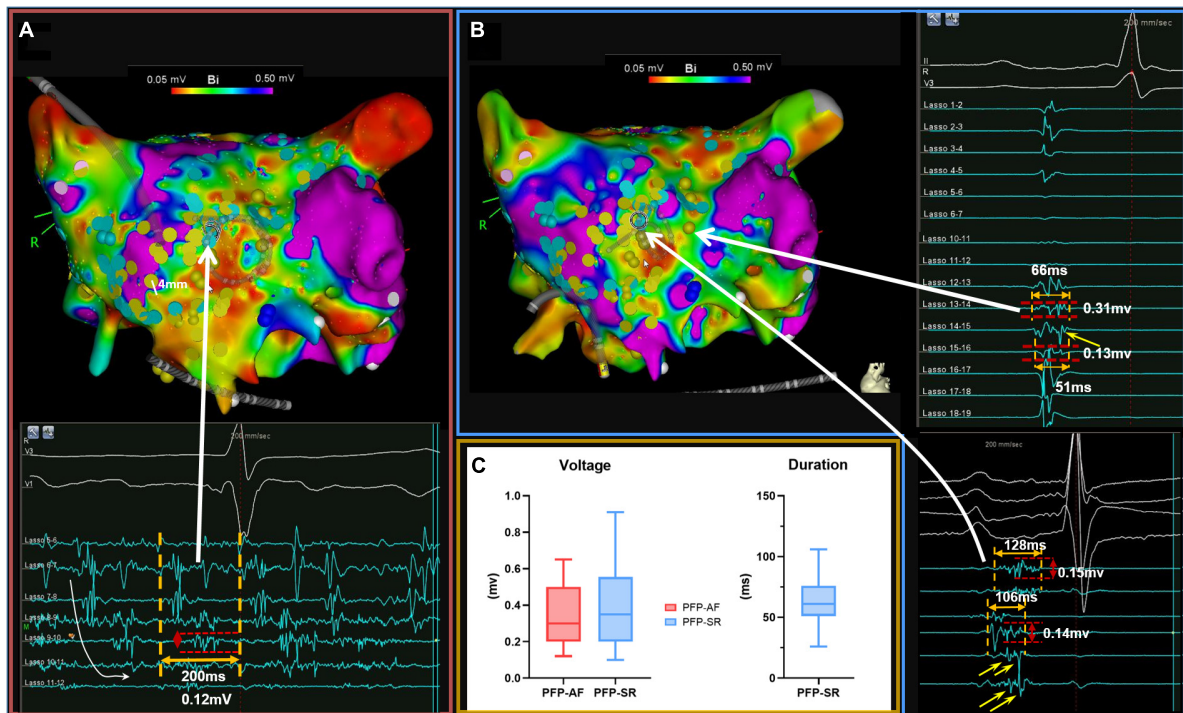 A
0.05 mV Bi 0.50 mV
R
4mm
200 mm/sec
R
V3
V1
Lasso 5-6
Lasso 6-7
Lasso 7-8
Lasso 8-9
M
Lasso 9-10
Lasso 10-11
Lasso 11-12
200ms
0.12mV
B
0.05 mV Bi 0.50 mV
R
200 mm/sec
II
R
V3
Lasso 1-2
Lasso 2-3
Lasso 3-4
Lasso 4-5
Lasso 5-6
Lasso 6-7
Lasso 10-11
Lasso 11-12
Lasso 12-13
Lasso 13-14
Lasso 14-15
Lasso 15-16
Lasso 16-17
Lasso 17-18
Lasso 18-19
66ms
0.31mv
0.13mv
51ms
200 mm/sec
128ms
0.15mv
106ms
0.14mv
C
Voltage
1.0
0.8
0.6
0.4
0.2
0.0
(mv)
PFP-AF PFP-SR
PFP-AF
PFP-SR
Duration
150
100
50
0
(ms)
PFP-SR